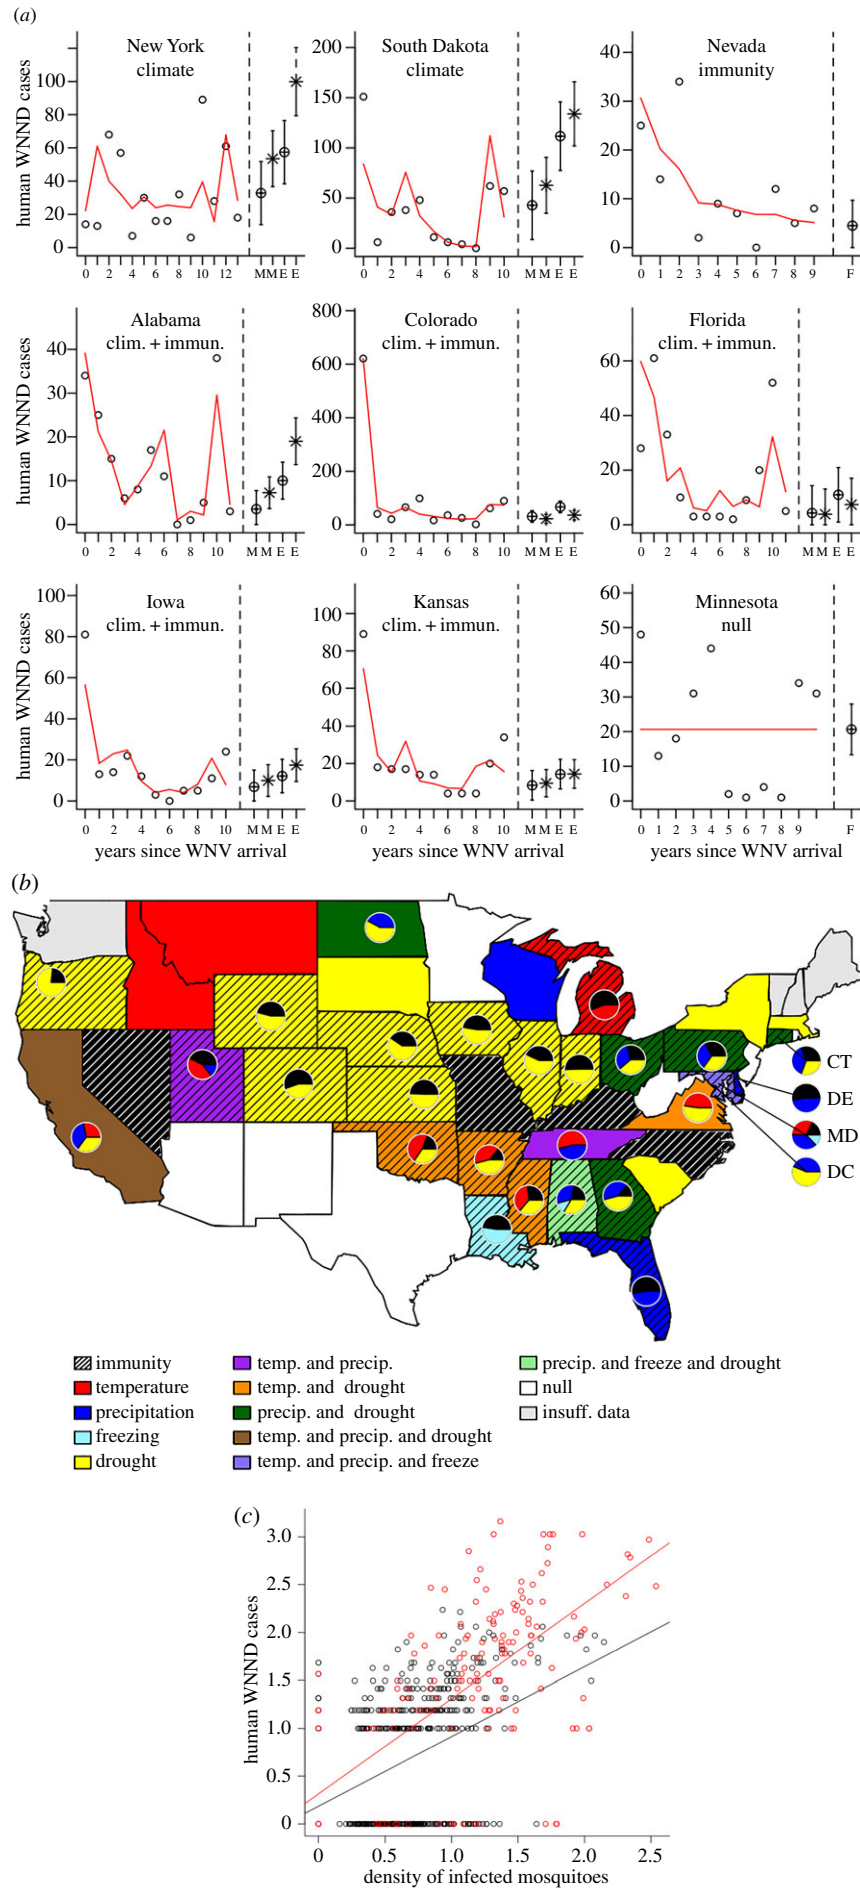 (a)
New York
climate
South Dakota
climate
Nevada
immunity
human WNND cases
100
80
60
40
20
0
200
150
100
50
0
40
30
20
10
0
0 2 4 6 8 10 12 M M E E
0 2 4 6 8 10 M M E E
0 1 2 3 4 5 6 7 8 9 F
Alabama
clim. + immun.
Colorado
clim. + immun.
Florida
clim. + immun.
human WNND cases
40
30
20
10
0
800
600
400
200
0
60
40
20
0
0 2 4 6 8 10 M M E E
0 2 4 6 8 10 M M E E
0 1 2 3 4 5 6 7 8 9 10 M M E E
Iowa
clim. + immun.
Kansas
clim. + immun.
Minnesota
null
human WNND cases
100
80
60
40
20
0
100
80
60
40
20
0
60
50
40
30
20
10
0
0 2 4 6 8 10 M M E E
0 2 4 6 8 10 M M E E
0 1 2 3 4 5 6 7 8 9 F
years since WNV arrival
years since WNV arrival
years since WNV arrival
(b)
CT
DE
MD
DC
immunity
temperature
precipitation
freezing
drought
temp. and precip.
temp. and drought
precip. and drought
temp. and precip. and drought
temp. and precip. and freeze
precip. and freeze and drought
null
insuff. data
(c)
human WNND cases
3.0
2.5
2.0
1.5
1.0
0.5
0
0 0.5 1.0 1.5 2.0 2.5
density of infected mosquitoes